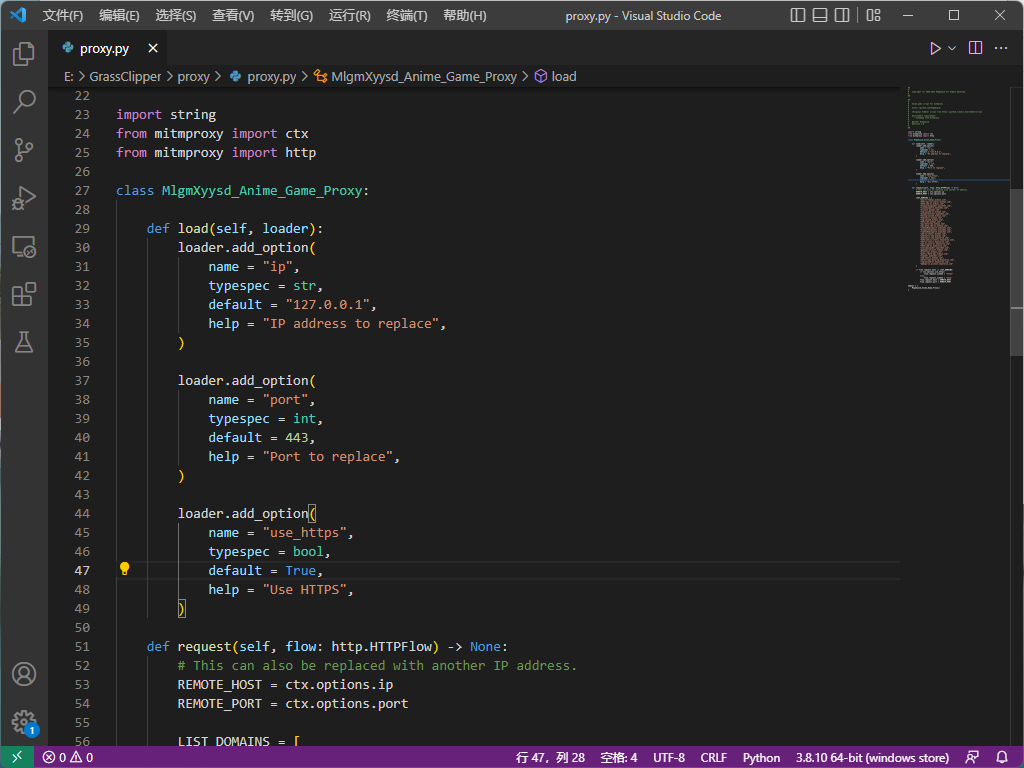 文件(F) 编辑(E) 选择(S) 查看(V) 转到(G) 运行(R) 终端(T) 帮助(H) proxy.py - Visual Studio Code
proxy.py
E: > GrassClipper > proxy > proxy.py > MlgmXyysd_Anime_Game_Proxy > load
22
23 import string
24 from mitmproxy import ctx
25 from mitmproxy import http
26
27 class MlgmXyysd_Anime_Game_Proxy:
28
29 def load(self, loader):
30 loader.add_option(
31 name = "ip",
32 typespec = str,
33 default = "127.0.0.1",
34 help = "IP address to replace",
35 )
36
37 loader.add_option(
38 name = "port",
39 typespec = int,
40 default = 443,
41 help = "Port to replace",
42 )
43
44 loader.add_option(
45 name = "use_https",
46 typespec = bool,
47 default = True,
48 help = "Use HTTPS",
49 )
50
51 def request(self, flow: http.HTTPFlow) -> None:
52 # This can also be replaced with another IP address.
53 REMOTE_HOST = ctx.options.ip
54 REMOTE_PORT = ctx.options.port
55
56 LIST_DOMAINS = [
1
0 0 行 47，列 28 空格: 4 UTF-8 CRLF Python 3.8.10 64-bit (windows store)